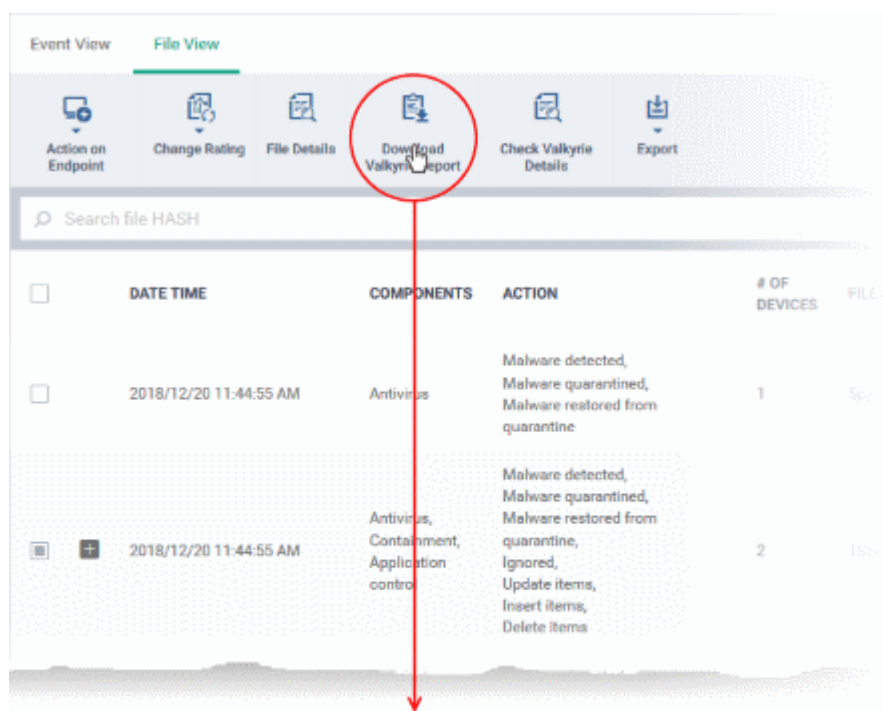 Event View File View
Action on Endpoint
Change Rating
File Details
Download Valkyrie Report
Check Valkyrie Details
Export
Search file HASH
DATE TIME COMPONENTS ACTION # OF DEVICES
2018/12/20 11:44:55 AM Antivirus
Malware detected,
Malware quarantined,
Malware restored from
quarantine
1
2018/12/20 11:44:55 AM
Antivirus,
Containment,
Application
control
Malware detected,
Malware quarantined,
Malware restored from
quarantine,
Ignored,
Update items,
Insert items,
Delete items
2